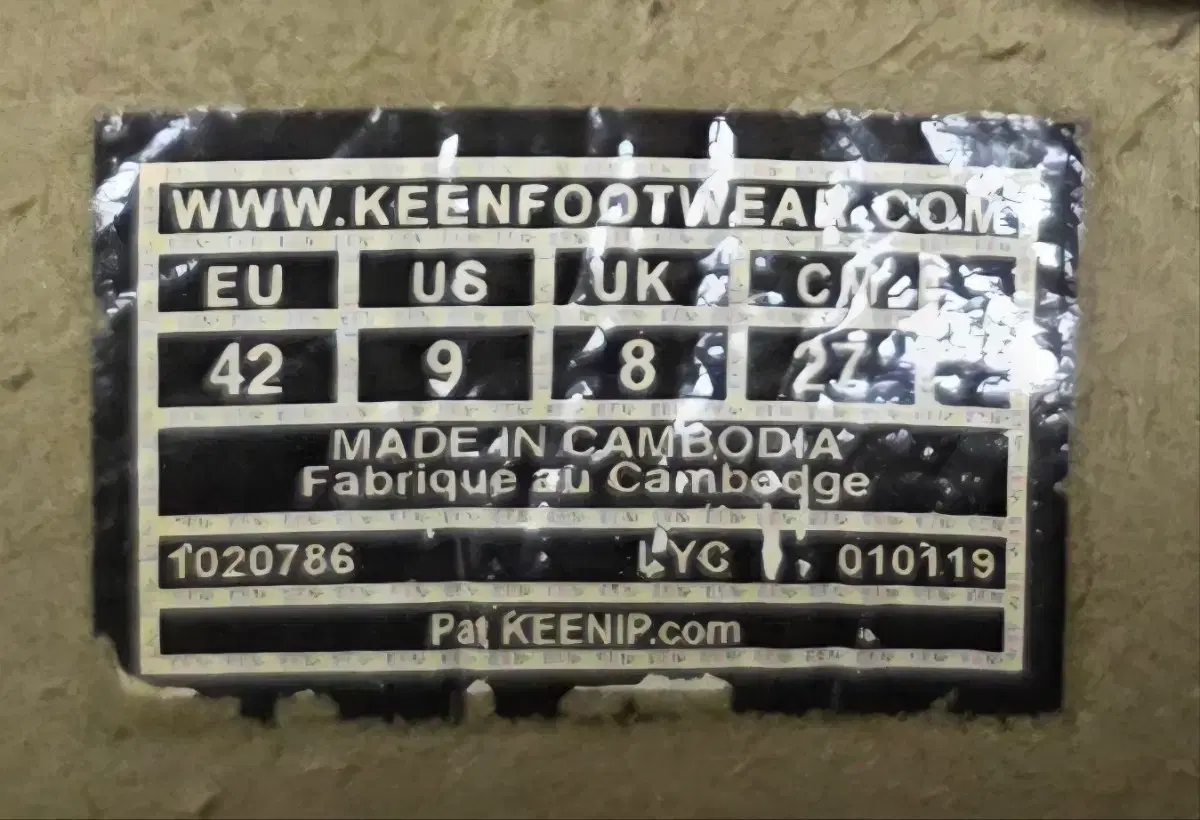 WWW.KEENFOOTWEAR.COM
EU US UK CM
42 9 8 27
MADE IN CAMBODIA
Fabriqué au Cambodge
1020786 LYC 010119
Pat KEENIP.com